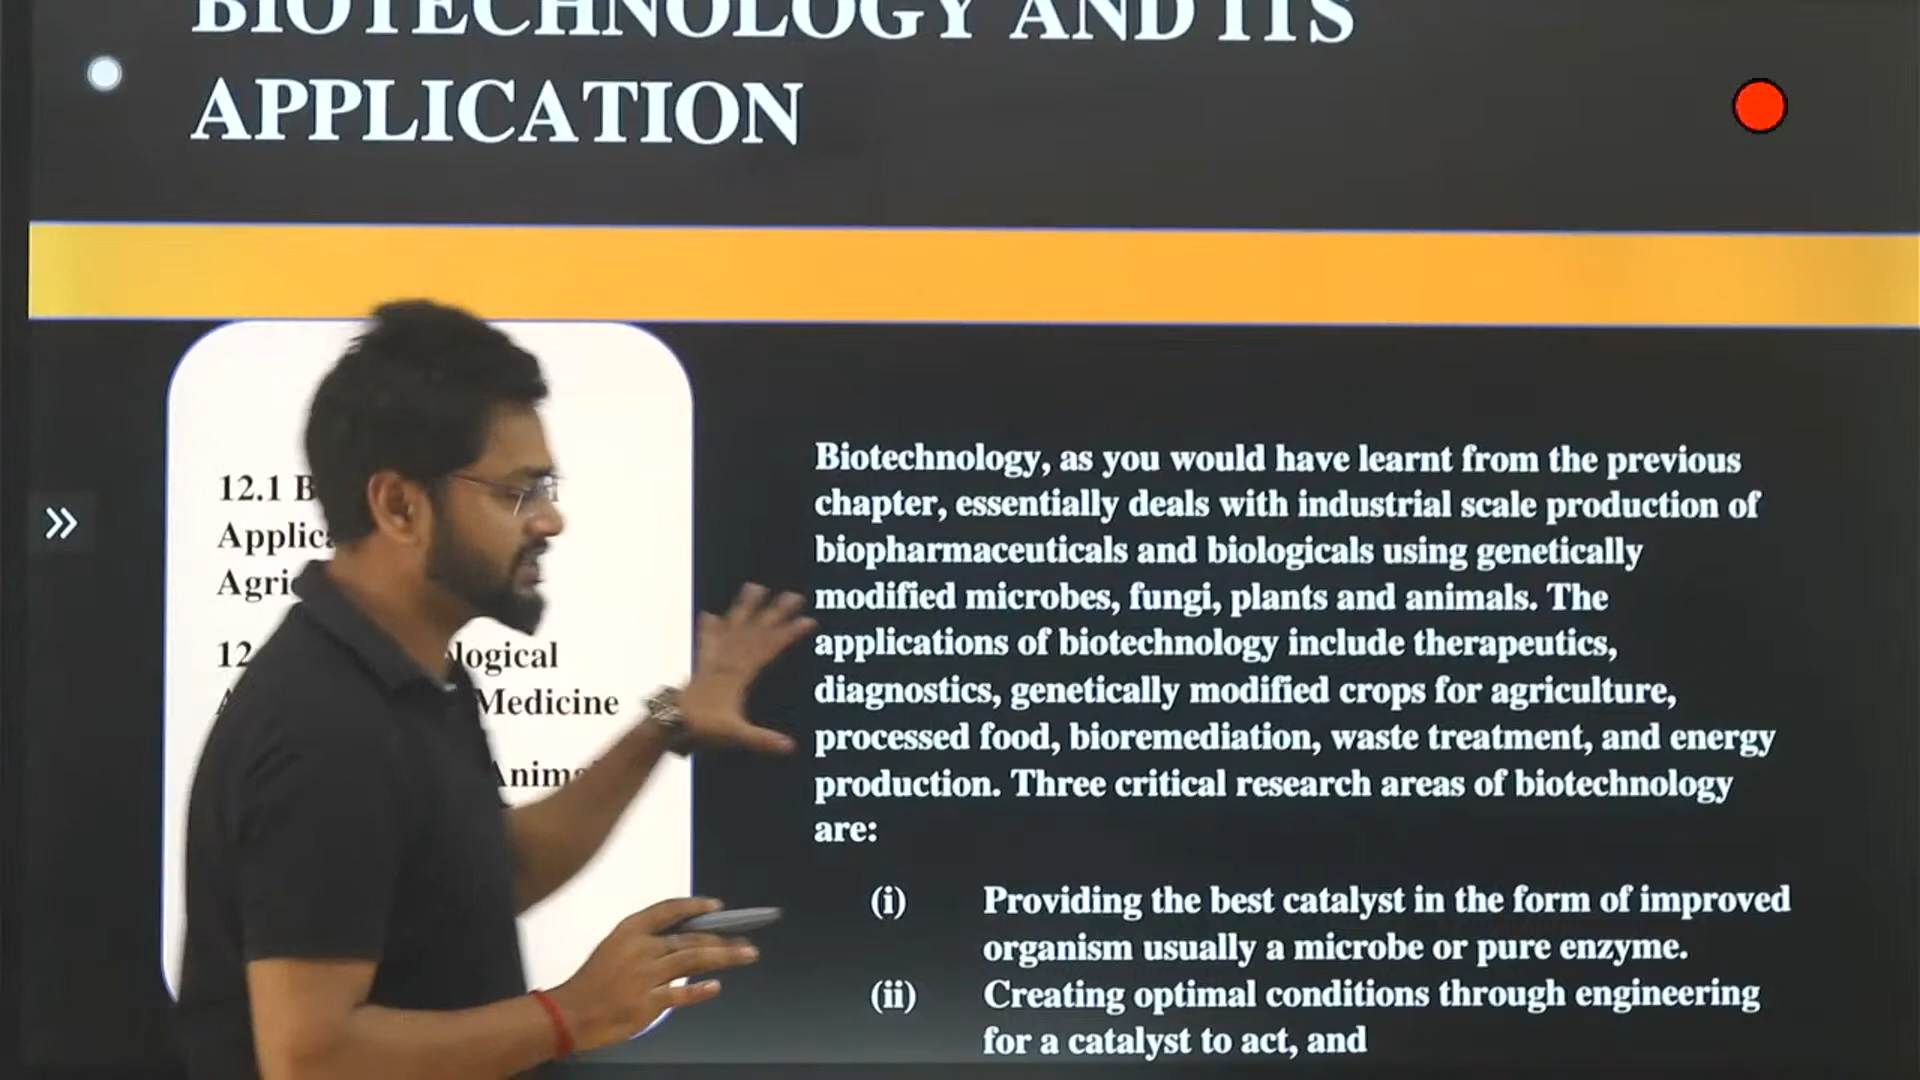 BIOTECHNOLOGY AND ITS
APPLICATION
12.1
Agri
12
logical
Medicine
Biotechnology, as you would have learnt from the previous
chapter, essentially deals with industrial scale production of
biopharmaceuticals and biologicals using genetically
modified microbes, fungi, plants and animals. The
applications of biotechnology include therapeutics,
diagnostics, genetically modified crops for agriculture,
processed food, bioremediation, waste treatment, and energy
production. Three critical research areas of biotechnology
are:
(i) Providing the best catalyst in the form of improved
organism usually a microbe or pure enzyme.
(ii) Creating optimal conditions through engineering
for a catalyst to act, and